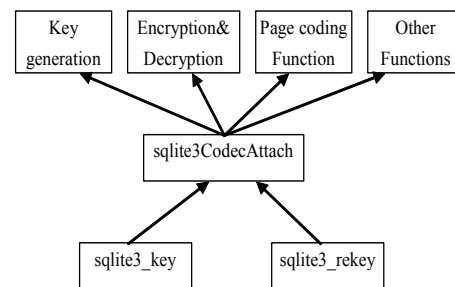 Key
generation
Encryption&
Decryption
Page coding
Function
Other
Functions
sqlite3CodecAttach
sqlite3_key
sqlite3_rekey